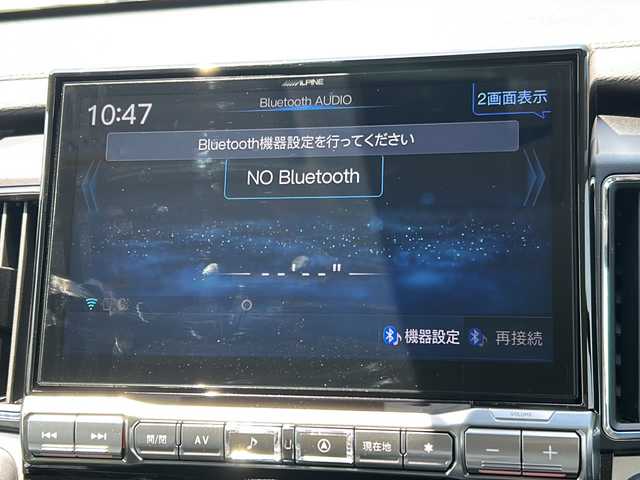 ALPINE
10:47
Bluetooth AUDIO
2画面表示
Bluetooth機器設定を行ってください
NO Bluetooth
--'--"
機器設定
再接続
VOLUME
開/閉
AV
現在地